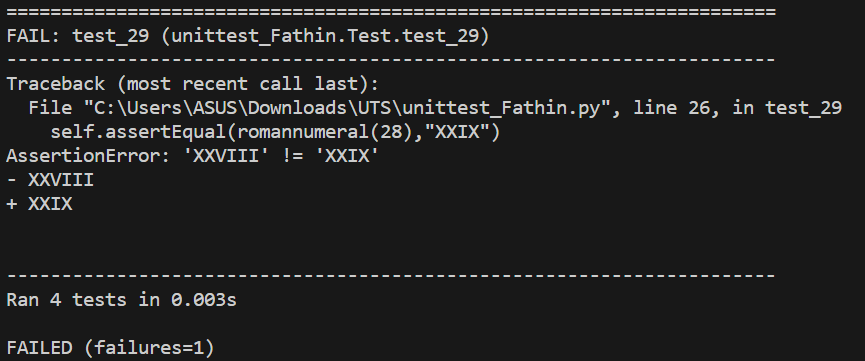 ======================================================================
FAIL: test_29 (unittest_Fathin.Test.test_29)
----------------------------------------------------------------------
Traceback (most recent call last):
  File "C:\Users\ASUS\Downloads\UTS\unittest_Fathin.py", line 26, in test_29
    self.assertEqual(romannumeral(28),"XXIX")
AssertionError: 'XXVIII' != 'XXIX'
- XXVIII
+ XXIX
----------------------------------------------------------------------
Ran 4 tests in 0.003s
FAILED (failures=1)